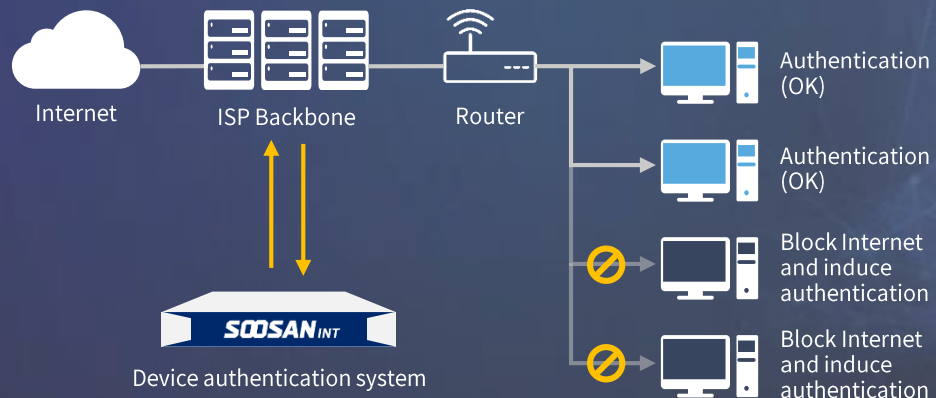 Internet
ISP Backbone
Router
Authentication
(OK)
Authentication
(OK)
Block Internet
and induce
authentication
Block Internet
and induce
authentication
SOOSAN INT
Device authentication system